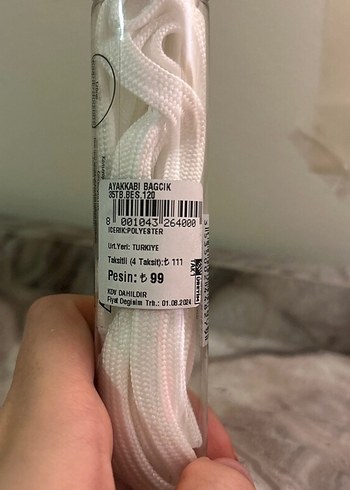 AYAKKABI BAGCIK
35TB.BES.120
8 001043 264000
ICERIK:POLYESTER
Urt.Yeri: TURKIYE
Taksitli (4 Taksit):₺ 111
Pesin: ₺ 99
KDV DAHILDIR
Fiyat Degisim Trh.: 01.08.2024